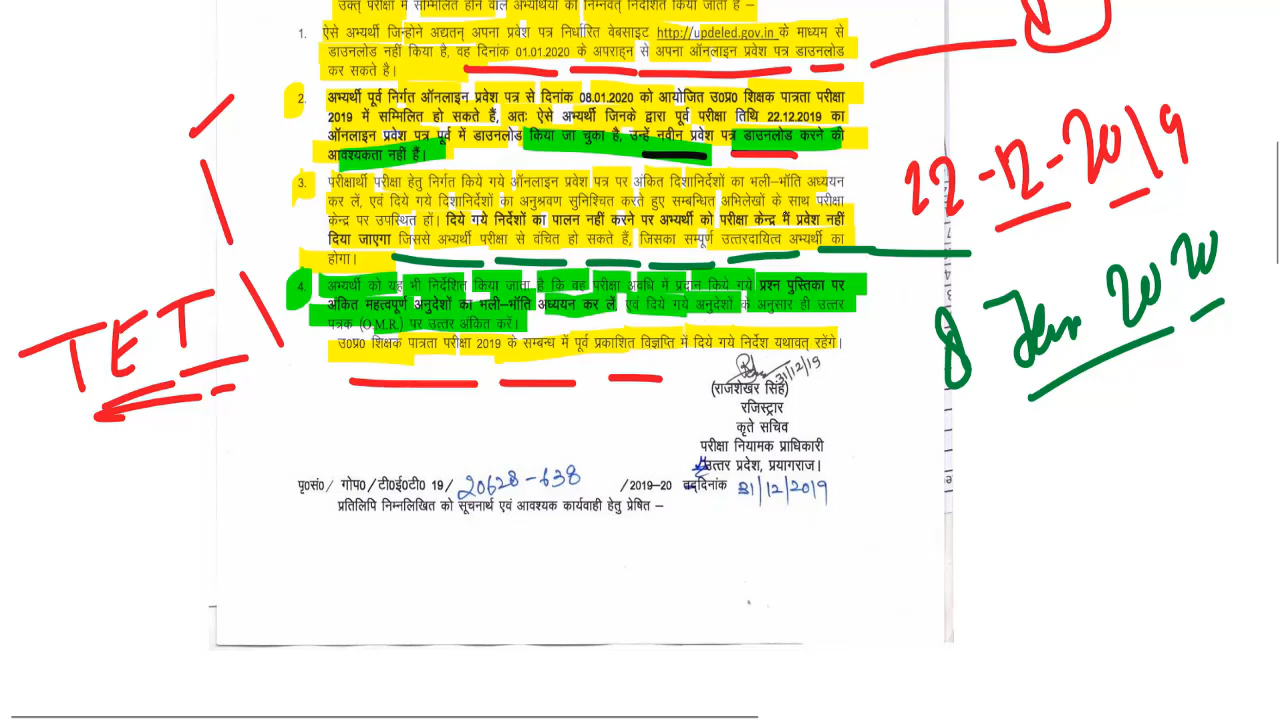 उक्त परीक्षा में सम्मिलित होने वाले अभ्यर्थियों को निम्नवत् निर्देशित किया जाता है –
1. ऐसे अभ्यर्थी जिन्होने अद्यतन् अपना प्रवेश पत्र निर्धारित वेबसाइट http://updeled.gov.in के माध्यम से
डाउनलोड नहीं किया है, वह दिनांक 01.01.2020 के अपराह्न से अपना ऑनलाइन प्रवेश पत्र डाउनलोड
कर सकते है।
2. अभ्यर्थी पूर्व निर्गत ऑनलाइन प्रवेश पत्र से दिनांक 08.01.2020 को आयोजित उ0प्र0 शिक्षक पात्रता परीक्षा
2019 में सम्मिलित हो सकते हैं, अतः ऐसे अभ्यर्थी जिनके द्वारा पूर्व परीक्षा तिथि 22.12.2019 का
ऑनलाइन प्रवेश पत्र पूर्व में डाउनलोड किया जा चुका है, उन्हें नवीन प्रवेश पत्र डाउनलोड करने की
आवश्यकता नहीं हैं।
3. परीक्षार्थी परीक्षा हेतु निर्गत किये गये ऑनलाइन प्रवेश पत्र पर अंकित दिशानिर्देशों का भली–भाँति अध्ययन
कर लें, एवं दिये गये दिशानिर्देशों का अनुश्रवण सुनिश्चित करते हुए सम्बन्धित अभिलेखों के साथ परीक्षा
केन्द्र पर उपस्थित हों। दिये गये निर्देशों का पालन नहीं करने पर अभ्यर्थी को परीक्षा केन्द्र में प्रवेश नहीं
दिया जाएगा जिससे अभ्यर्थी परीक्षा से वंचित हो सकते हैं, जिसका सम्पूर्ण उत्तरदायित्व अभ्यर्थी का
होगा।
4. अभ्यर्थी को यह भी निर्देशित किया जाता है कि वह परीक्षा अवधि में प्रदान किये गये प्रश्न पुस्तिका पर
अंकित महत्वपूर्ण अनुदेशों का भली–भाँति अध्ययन कर लें एवं दिये गये अनुदेशों के अनुसार ही उत्तर
पत्रक (O.M.R.) पर उत्तर अंकित करें।
उ0प्र0 शिक्षक पात्रता परीक्षा 2019 के सम्बन्ध में पूर्व प्रकाशित विज्ञप्ति में दिये गये निर्देश यथावत् रहेंगे।
22-12-2019
8 Jan 2020
TET
31/12/19
(राजशेखर सिंह)
रजिस्ट्रार
कृते सचिव
परीक्षा नियामक प्राधिकारी
उत्तर प्रदेश, प्रयागराज।
पृ0सं0/ गोप0/टी0ई0टी0 19/ 20628-638 /2019-20 तद्दिनांक 31/12/2019
प्रतिलिपि निम्नलिखित को सूचनार्थ एवं आवश्यक कार्यवाही हेतु प्रेषित –